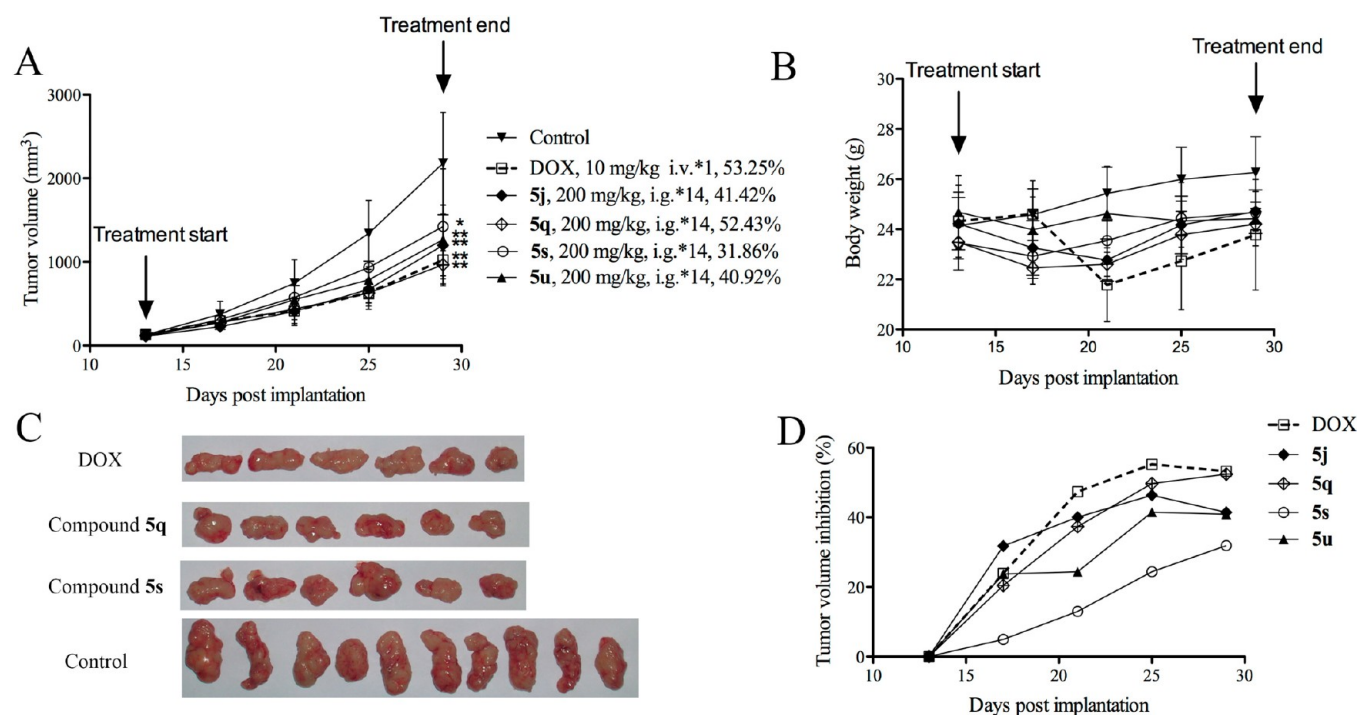 A
Treatment end
Treatment start
Tumor volume (mm³)
3000
2000
1000
0
10
15
20
25
30
Days post implantation
*
**
**
**
**
Control
DOX, 10 mg/kg i.v.*1, 53.25%
5j, 200 mg/kg, i.g.*14, 41.42%
5q, 200 mg/kg, i.g.*14, 52.43%
5s, 200 mg/kg, i.g.*14, 31.86%
5u, 200 mg/kg, i.g.*14, 40.92%
B
Treatment start
Treatment end
Body weight (g)
30
28
26
24
22
20
10
15
20
25
30
Days post implantation
C
DOX
Compound 5q
Compound 5s
Control
D
Tumor volume inhibition (%)
60
40
20
0
10
15
20
25
30
Days post implantation
DOX
5j
5q
5s
5u